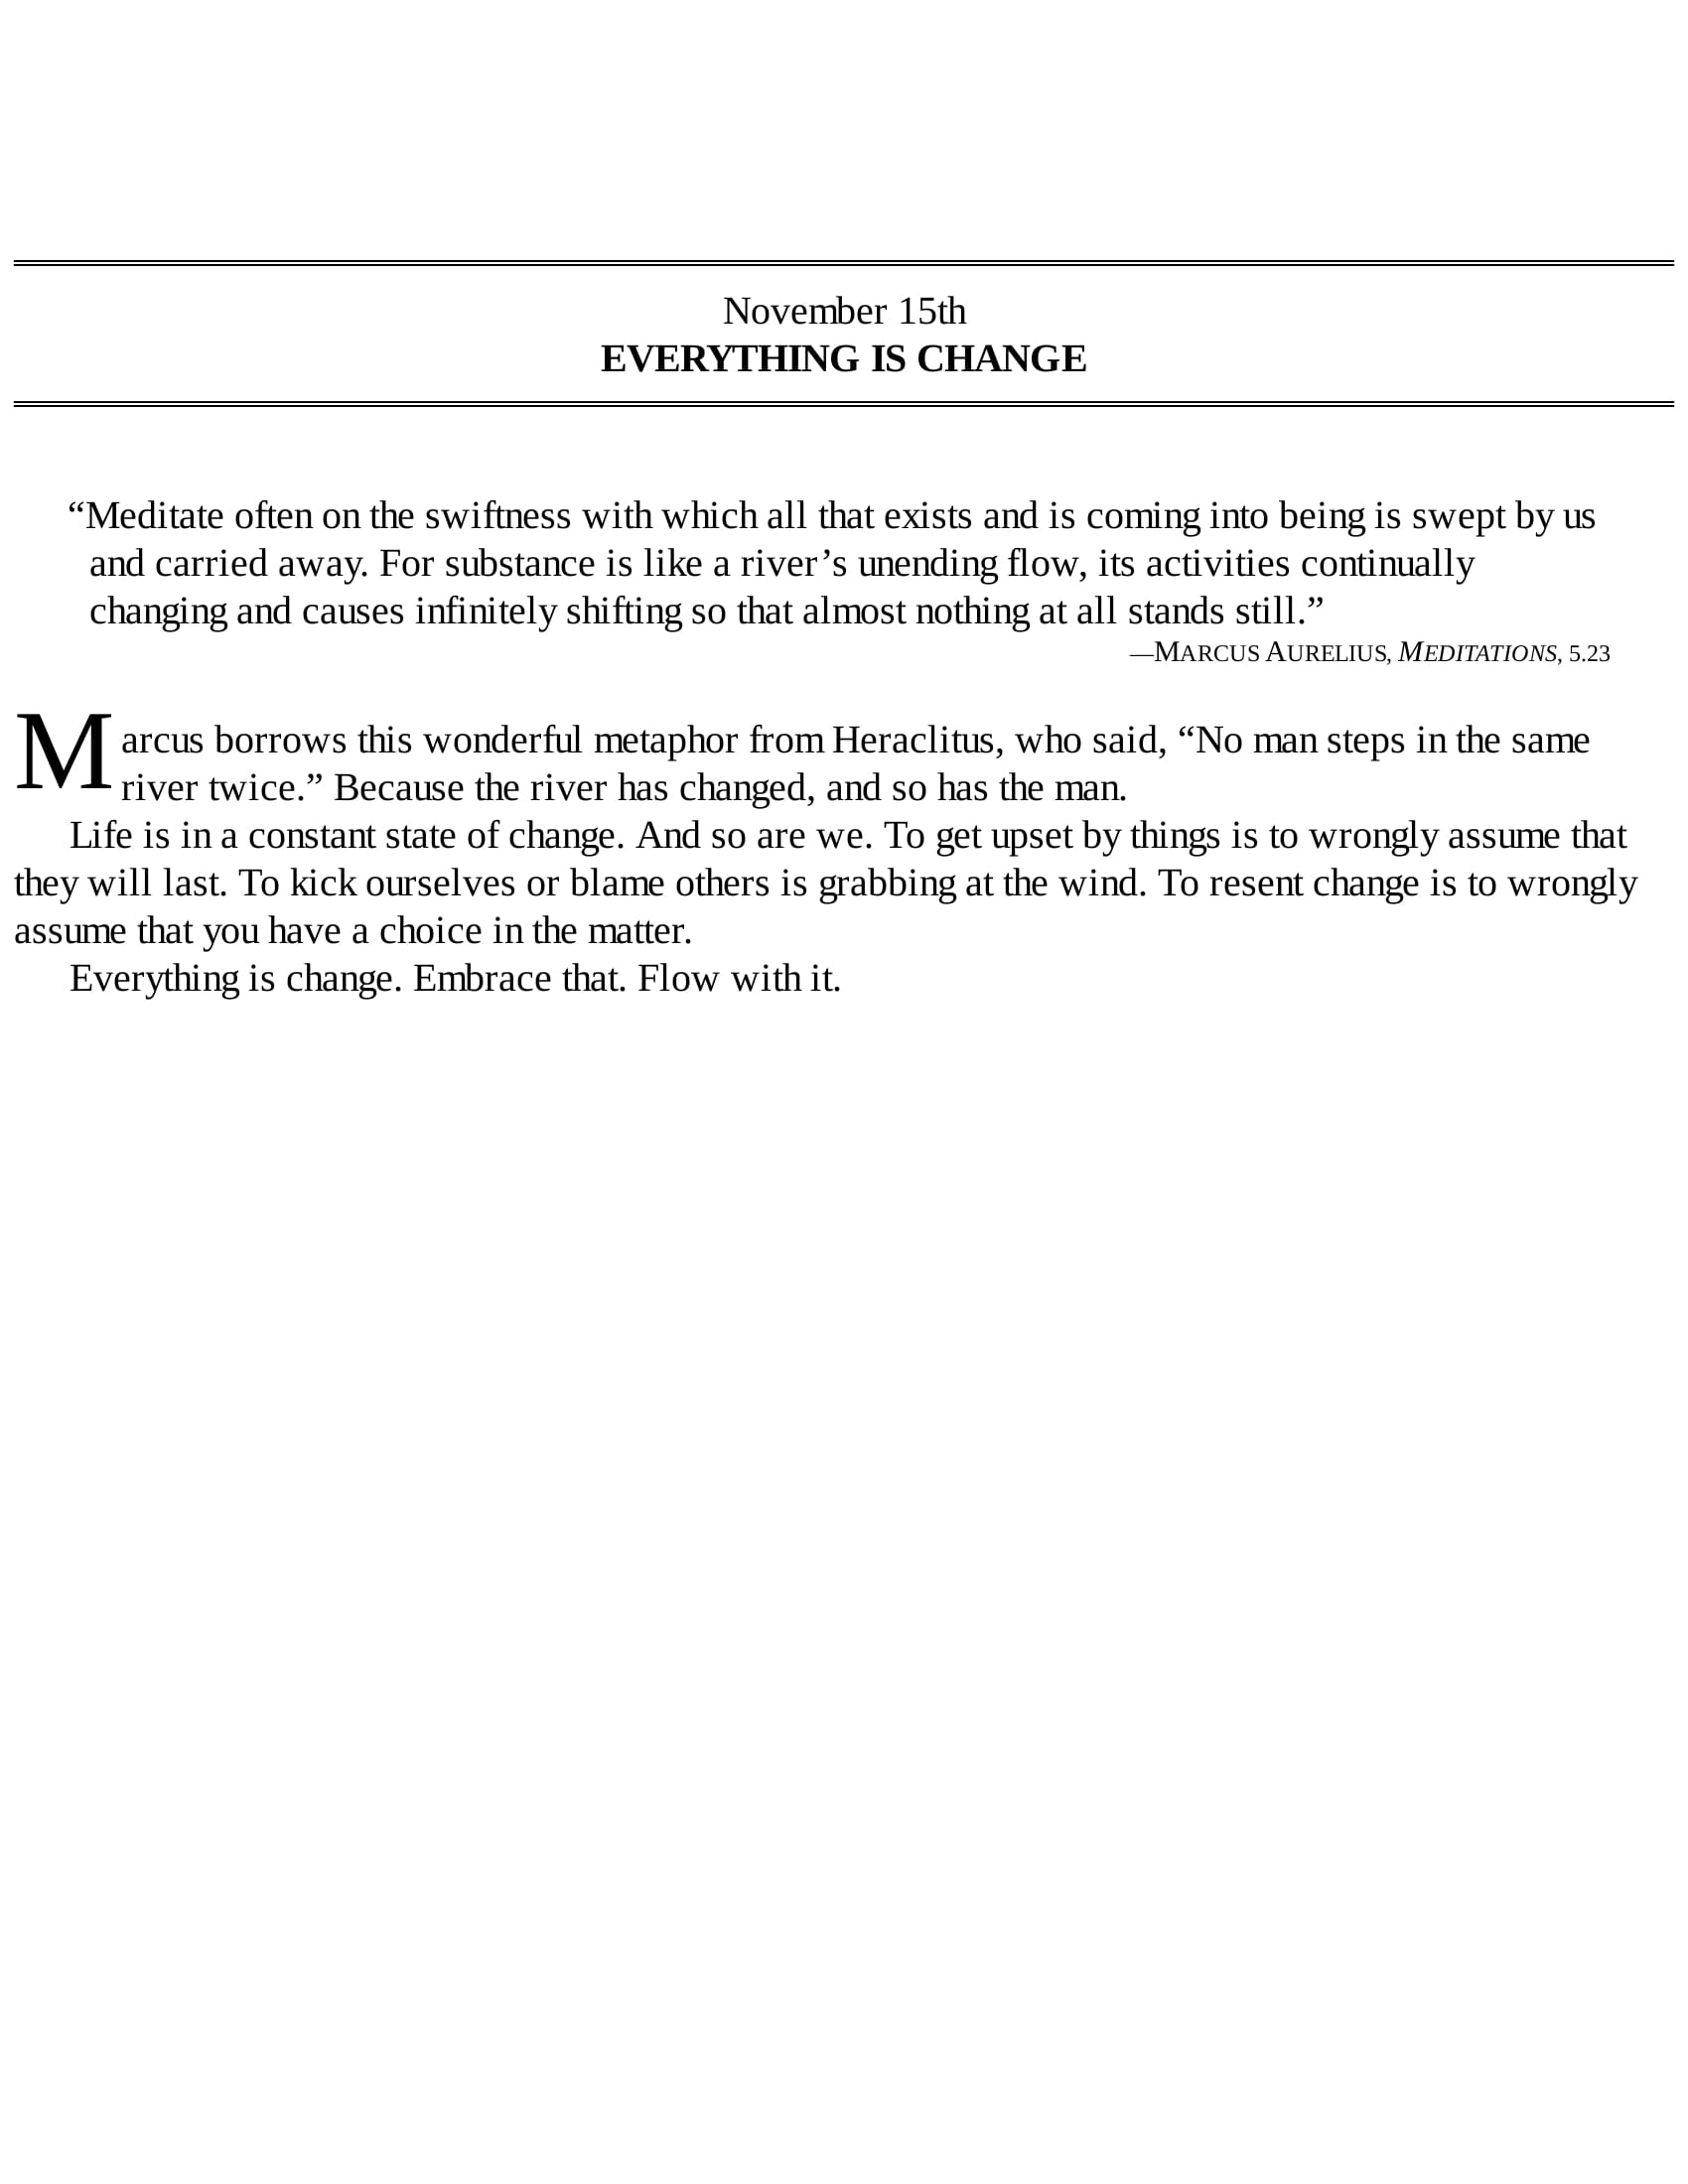 November 15th
EVERYTHING IS CHANGE
“Meditate often on the swiftness with which all that exists and is coming into being is swept by us
and carried away. For substance is like a river’s unending flow, its activities continually
changing and causes infinitely shifting so that almost nothing at all stands still.”
—MARCUS AURELIUS, MEDITATIONS, 5.23
Marcus borrows this wonderful metaphor from Heraclitus, who said, “No man steps in the same
river twice.” Because the river has changed, and so has the man.
Life is in a constant state of change. And so are we. To get upset by things is to wrongly assume that
they will last. To kick ourselves or blame others is grabbing at the wind. To resent change is to wrongly
assume that you have a choice in the matter.
Everything is change. Embrace that. Flow with it.